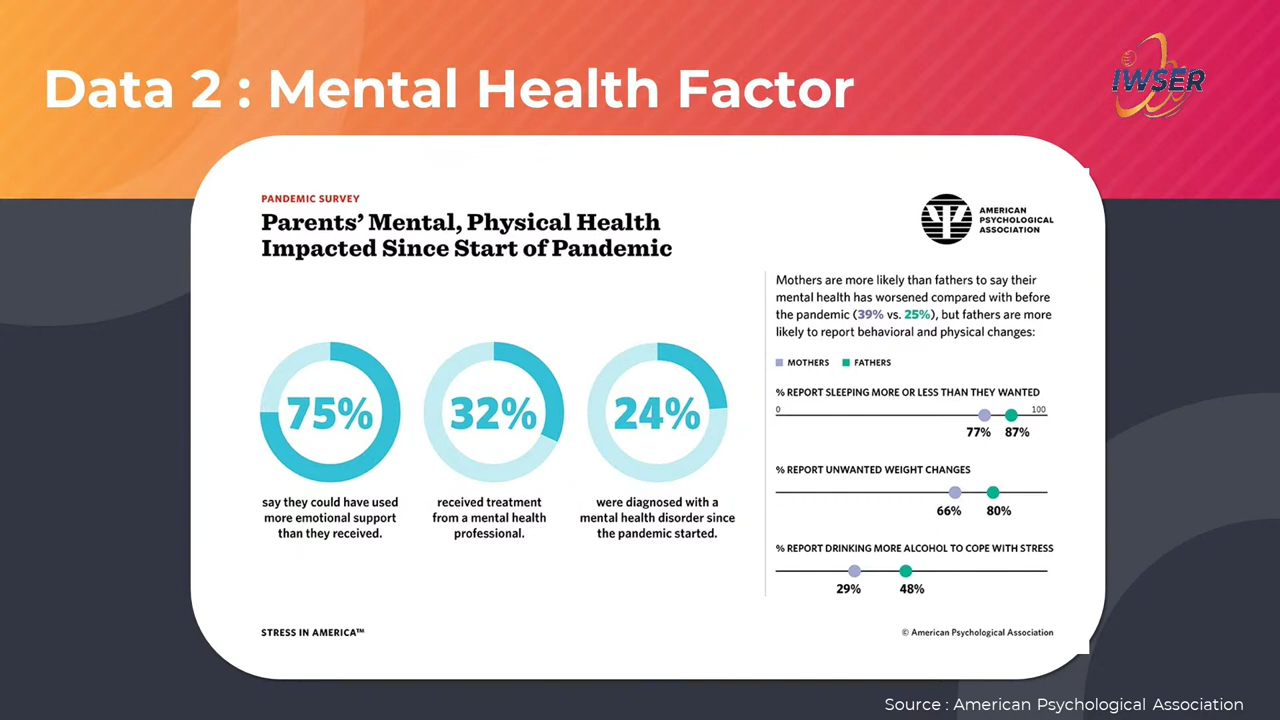 Data 2 : Mental Health Factor
IWSER
PANDEMIC SURVEY
Parents’ Mental, Physical Health
Impacted Since Start of Pandemic
AMERICAN
PSYCHOLOGICAL
ASSOCIATION
75%
say they could have used
more emotional support
than they received.
32%
received treatment
from a mental health
professional.
24%
were diagnosed with a
mental health disorder since
the pandemic started.
Mothers are more likely than fathers to say their
mental health has worsened compared with before
the pandemic (39% vs. 25%), but fathers are more
likely to report behavioral and physical changes:
MOTHERS FATHERS
% REPORT SLEEPING MORE OR LESS THAN THEY WANTED
0 100
77% 87%
% REPORT UNWANTED WEIGHT CHANGES
66% 80%
% REPORT DRINKING MORE ALCOHOL TO COPE WITH STRESS
29% 48%
STRESS IN AMERICA™
© American Psychological Association
Source : American Psychological Association